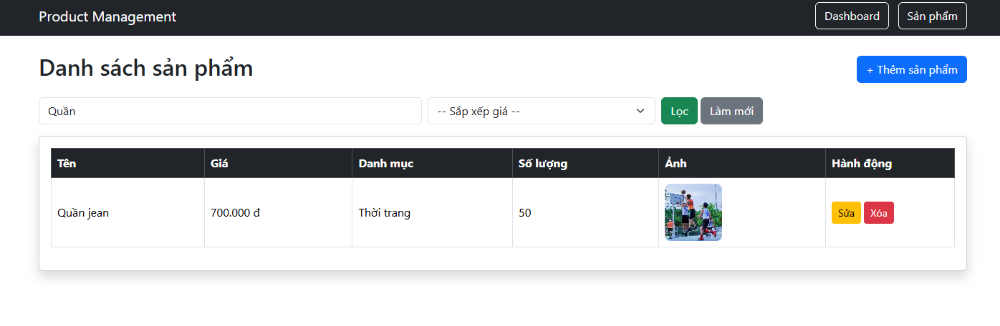 Product Management Dashboard Sản phẩm
Danh sách sản phẩm + Thêm sản phẩm
Quần -- Sắp xếp giá -- Lọc Làm mới
Tên Giá Danh mục Số lượng Ảnh Hành động
Quần jean 700.000 đ Thời trang 50 Sửa Xóa